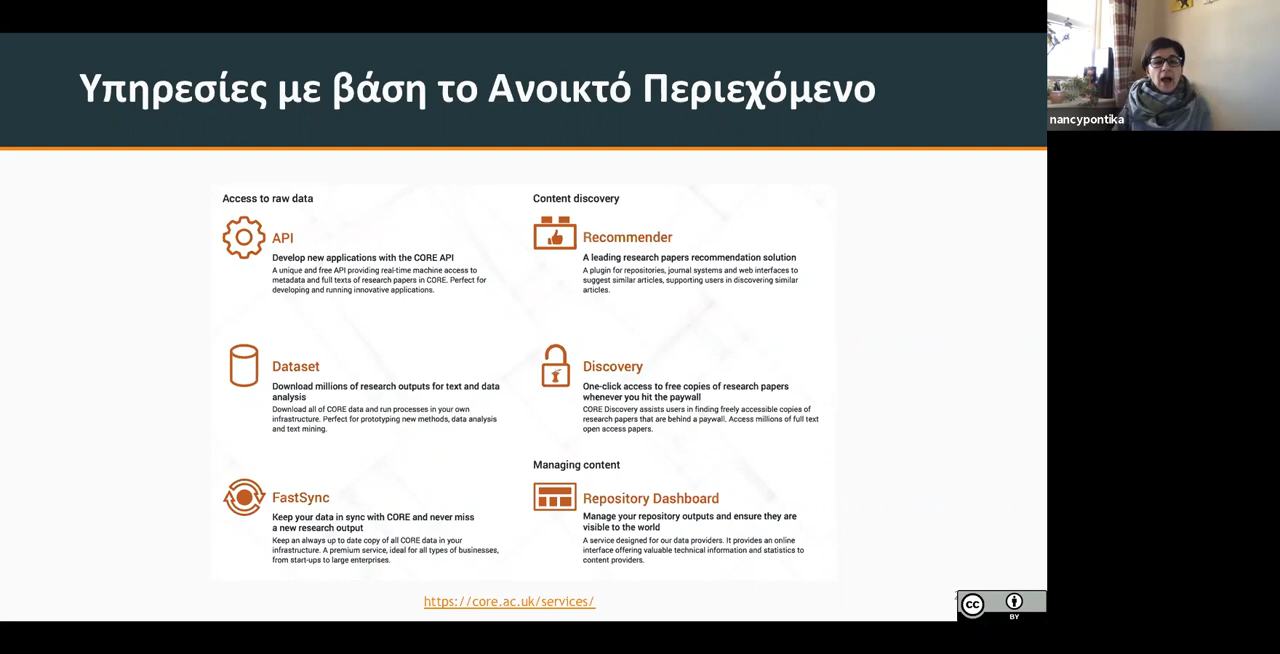 Υπηρεσίες με βάση το Ανοικτό Περιεχόμενο
nancypontika
Access to raw data
API
Develop new applications with the CORE API
A unique and free API providing real-time machine access to
metadata and full texts of research papers in CORE. Perfect for
developing and running innovative applications.
Dataset
Download millions of research outputs for text and data
analysis
Download all of CORE data and run processes in your own
infrastructure. Perfect for prototyping new methods, data analysis
and text mining.
FastSync
Keep your data in sync with CORE and never miss
a new research output
Keep an always up to date copy of all CORE data in your
infrastructure. A premium service, ideal for all types of businesses,
from start-ups to large enterprises.
Content discovery
Recommender
A leading research papers recommendation solution
A plugin for repositories, journal systems and web interfaces to
suggest similar articles, supporting users in discovering similar
articles.
Discovery
One-click access to free copies of research papers
whenever you hit the paywall
CORE Discovery assists users in finding freely accessible copies of
research papers that are behind a paywall. Access millions of full text
open access papers.
Managing content
Repository Dashboard
Manage your repository outputs and ensure they are
visible to the world
A service designed for our data providers. It provides an online
interface offering valuable technical information and statistics to
content providers.
https://core.ac.uk/services/
cc
BY